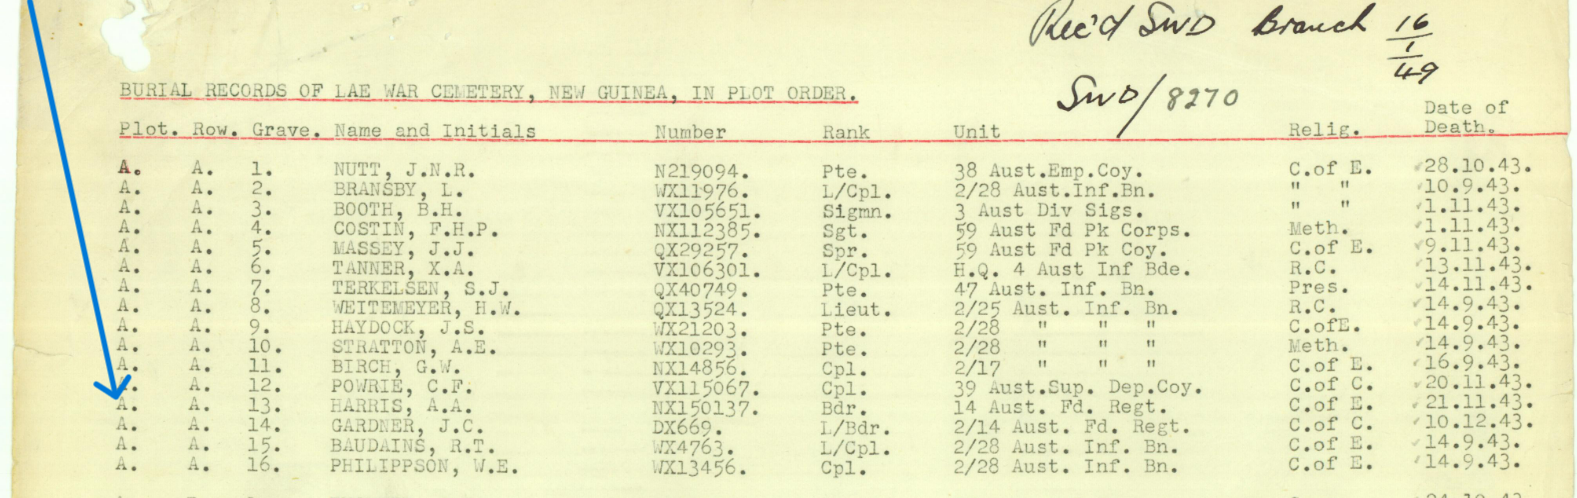 Rec'd SWD Branch 16/1/49
SWD/8270
BURIAL RECORDS OF LAE WAR CEMETERY, NEW GUINEA, IN PLOT ORDER.
Plot. Row. Grave. Name and Initials Number Rank Unit Relig. Date of Death.
A. A. 1. NUTT, J.N.R. N219094. Pte. 38 Aust.Emp.Coy. C.of E. 28.10.43.
A. A. 2. BRANSBY, L. WX11976. L/Cpl. 2/28 Aust.Inf.Bn. " " 10.9.43.
A. A. 3. BOOTH, B.H. VX105651. Sigmn. 3 Aust Div Sigs. " " 1.11.43.
A. A. 4. COSTIN, F.H.P. NX112385. Sgt. 59 Aust Fd Pk Corps. Meth. 1.11.43.
A. A. 5. MASSEY, J.J. QX29257. Spr. 59 Aust Fd Pk Coy. C.of E. 9.11.43.
A. A. 6. TANNER, X.A. VX106301. L/Cpl. H.Q. 4 Aust Inf Bde. R.C. 13.11.43.
A. A. 7. TERKELSEN, S.J. QX40749. Pte. 47 Aust. Inf. Bn. Pres. 14.11.43.
A. A. 8. WEITEMEYER, H.W. QX13524. Lieut. 2/25 Aust. Inf. Bn. R.C. 14.9.43.
A. A. 9. HAYDOCK, J.S. WX21203. Pte. 2/28 " " " C.ofE. 14.9.43.
A. A. 10. STRATTON, A.E. WX10293. Pte. 2/28 " " " Meth. 14.9.43.
A. A. 11. BIRCH, G.W. NX14856. Cpl. 2/17 " " " C.of E. 16.9.43.
A. A. 12. POWRIE, C.F. VX115067. Cpl. 39 Aust.Sup. Dep.Coy. C.of C. 20.11.43.
A. A. 13. HARRIS, A.A. NX150137. Bdr. 14 Aust. Fd. Regt. C.of E. 21.11.43.
A. A. 14. GARDNER, J.C. DX669. L/Bdr. 2/14 Aust. Fd. Regt. C.of C. 10.12.43.
A. A. 15. BAUDAINS, R.T. WX4763. L/Cpl. 2/28 Aust. Inf. Bn. C.of E. 14.9.43.
A. A. 16. PHILIPPSON, W.E. WX13456. Cpl. 2/28 Aust. Inf. Bn. C.of E. 14.9.43.